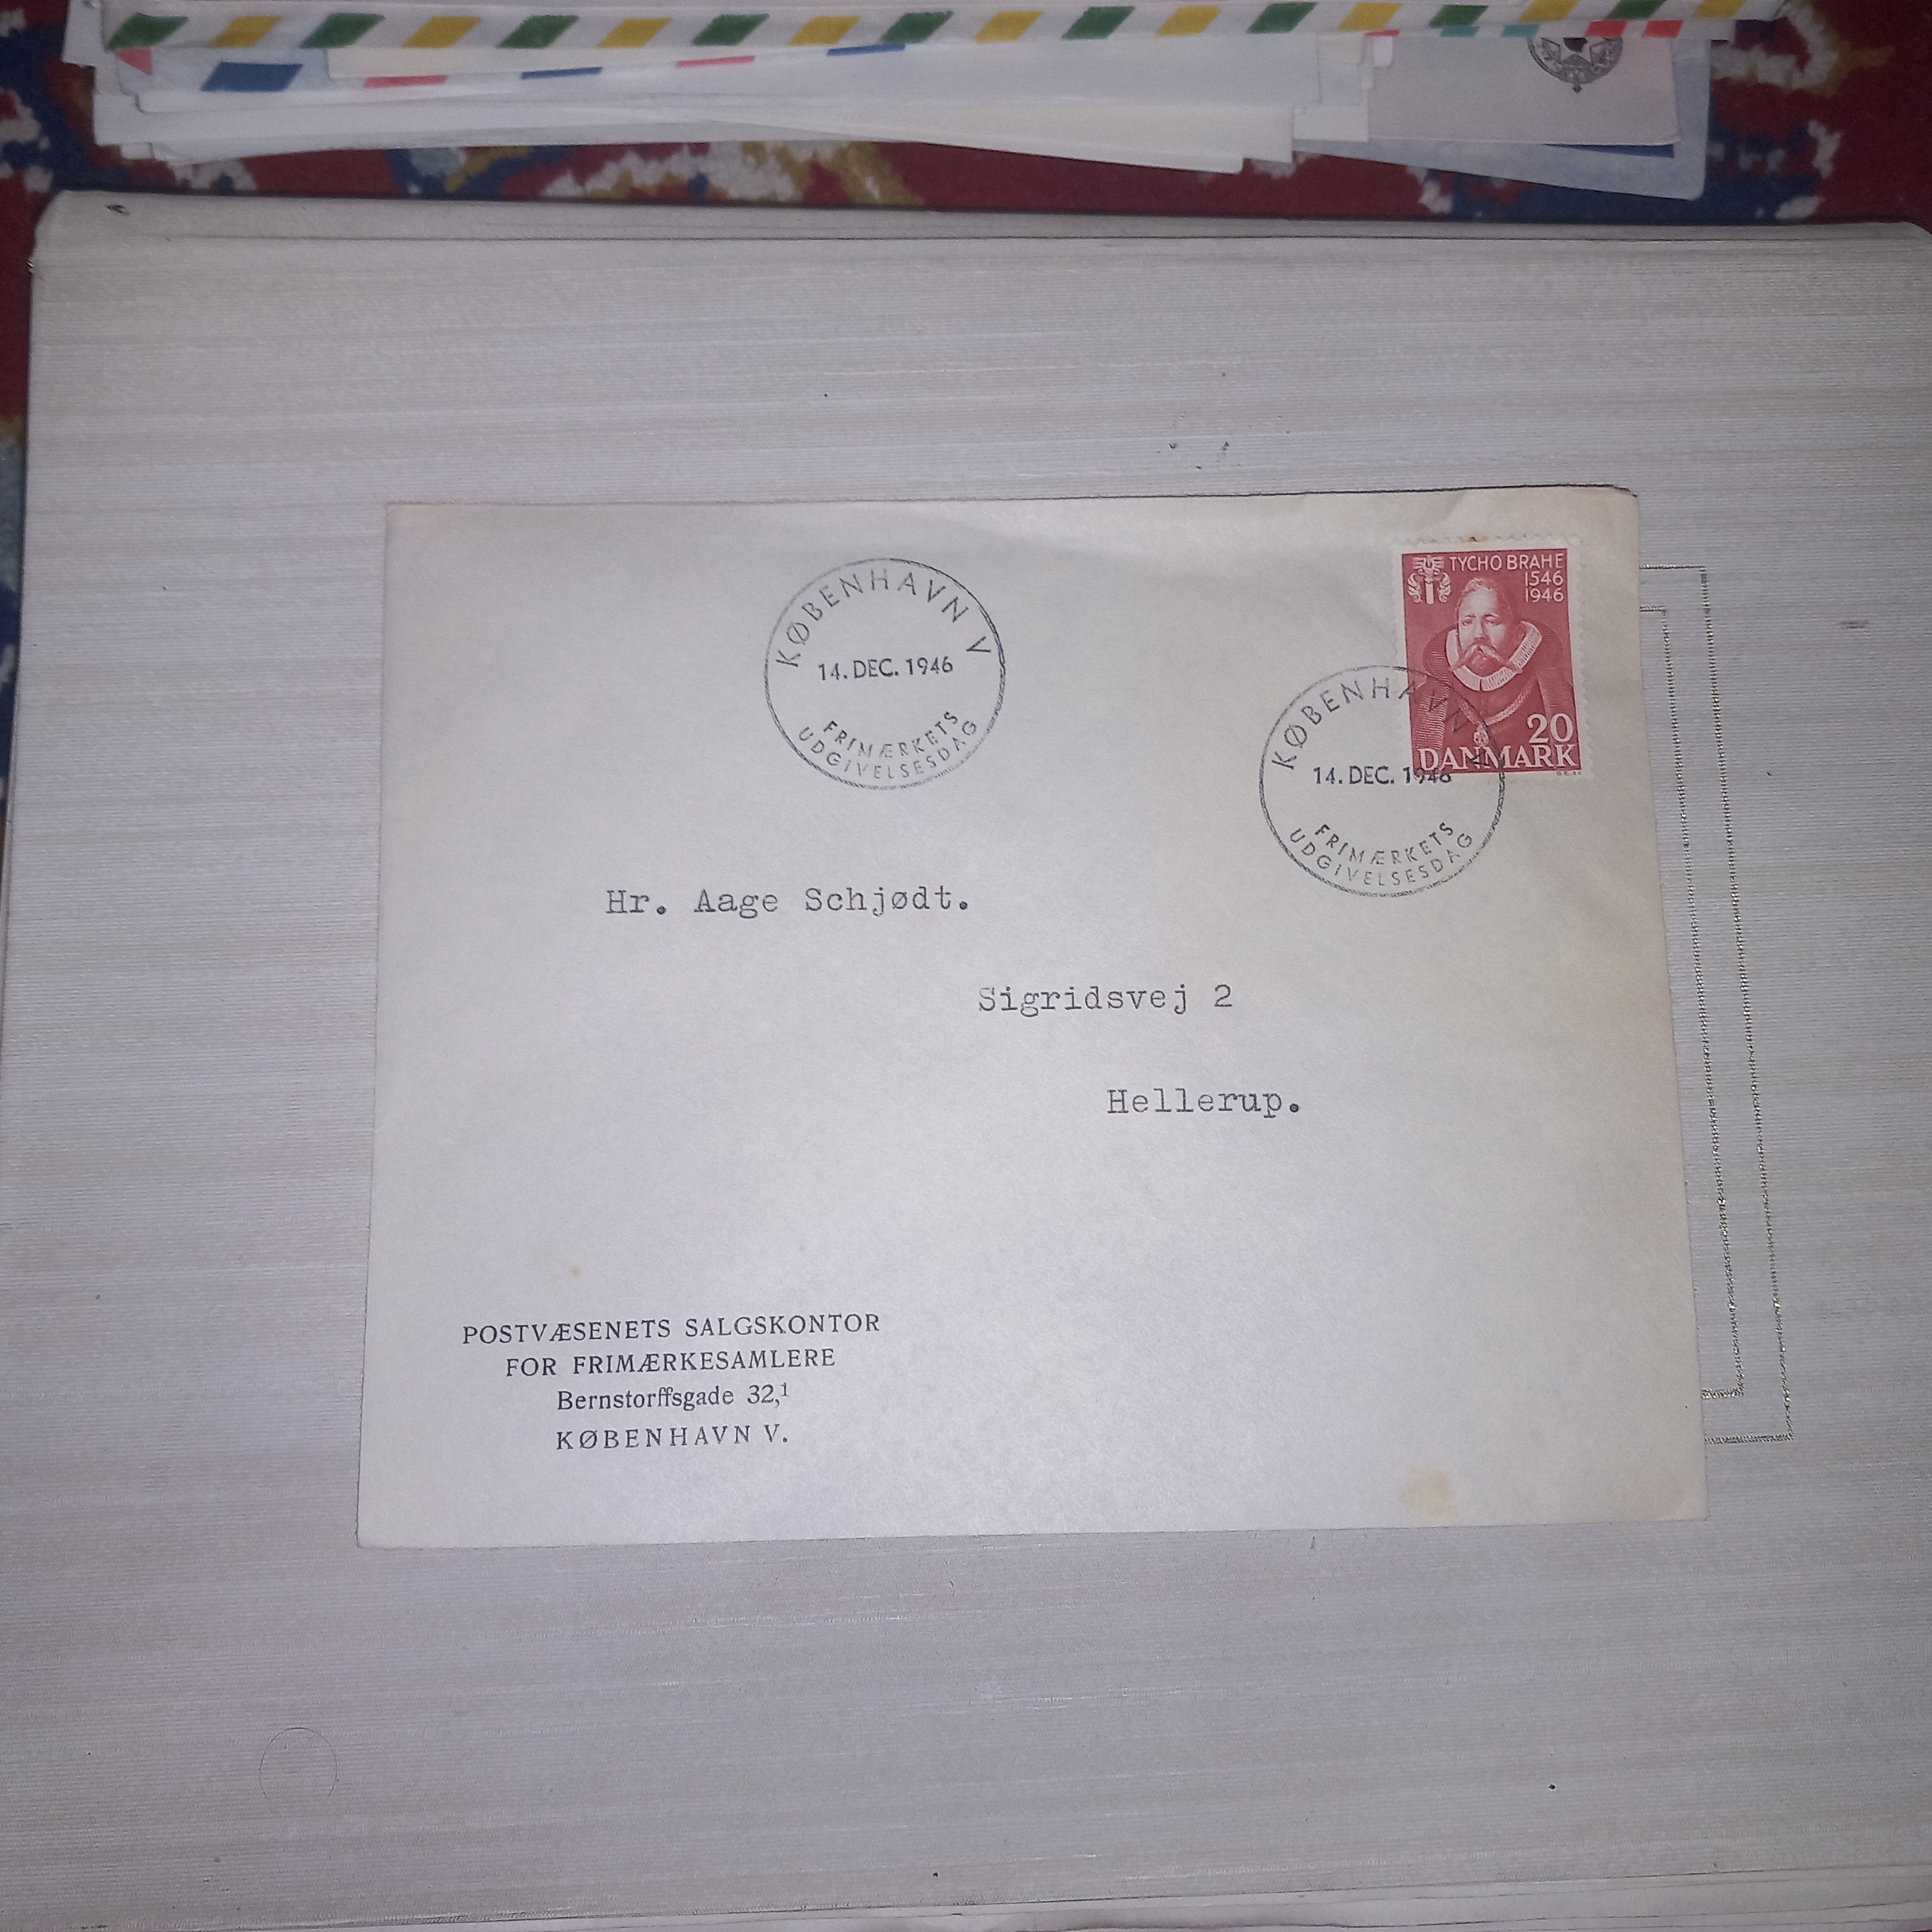 KØBENHAVN V
14. DEC. 1946
FRIMÆRKETS
UDGIVELSESDAG
TYCHO BRAHE
1546
1946
20
DANMARK
KØBENHAVN V
14. DEC. 1946
FRIMÆRKETS
UDGIVELSESDAG
Hr. Aage Schjødt.
Sigridsvej 2
Hellerup.
POSTVÆSENETS SALGSKONTOR
FOR FRIMÆRKESAMLERE
Bernstorffsgade 32,¹
KØBENHAVN V.